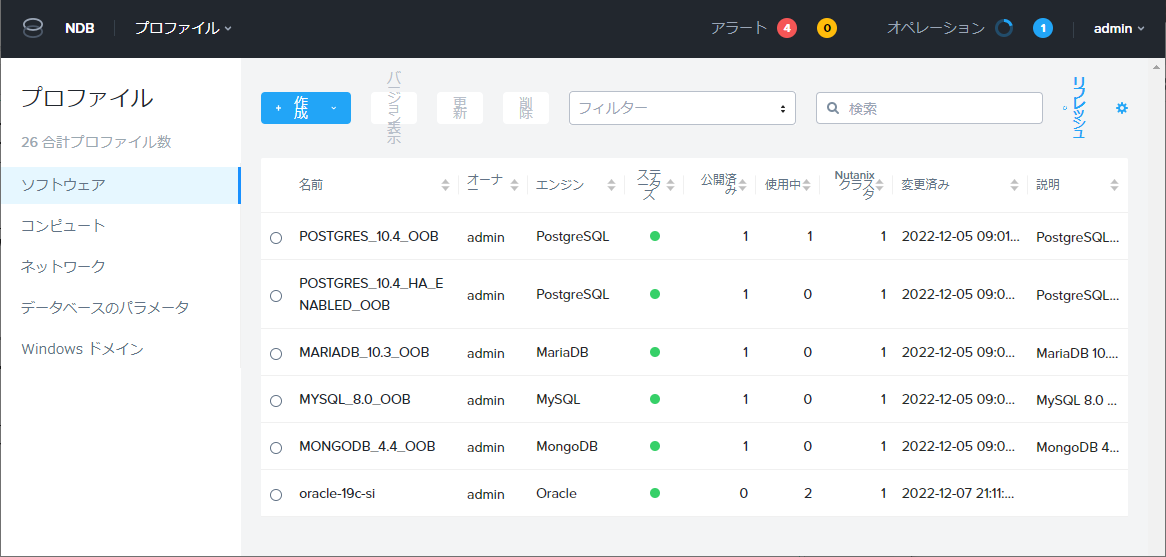 NDB プロファイル アラート 4 0 オペレーション 1 admin
プロファイル
26 合計プロファイル数
ソフトウェア
コンピュート
ネットワーク
データベースのパラメータ
Windows ドメイン
+ 作成 バージョン表示 更新 削除 フィルター 検索 リフレッシュ
名前 オーナー エンジン ステータス 公開済み 使用中 Nutanixクラスタ 変更済み 説明
POSTGRES_10.4_OOB admin PostgreSQL 1 1 1 2022-12-05 09:01... PostgreSQL...
POSTGRES_10.4_HA_E
NABLED_OOB admin PostgreSQL 1 0 1 2022-12-05 09:0... PostgreSQL...
MARIADB_10.3_OOB admin MariaDB 1 0 1 2022-12-05 09:0... MariaDB 10....
MYSQL_8.0_OOB admin MySQL 1 0 1 2022-12-05 09:0... MySQL 8.0 ...
MONGODB_4.4_OOB admin MongoDB 1 0 1 2022-12-05 09:0... MongoDB 4...
oracle-19c-si admin Oracle 0 2 1 2022-12-07 21:11:...